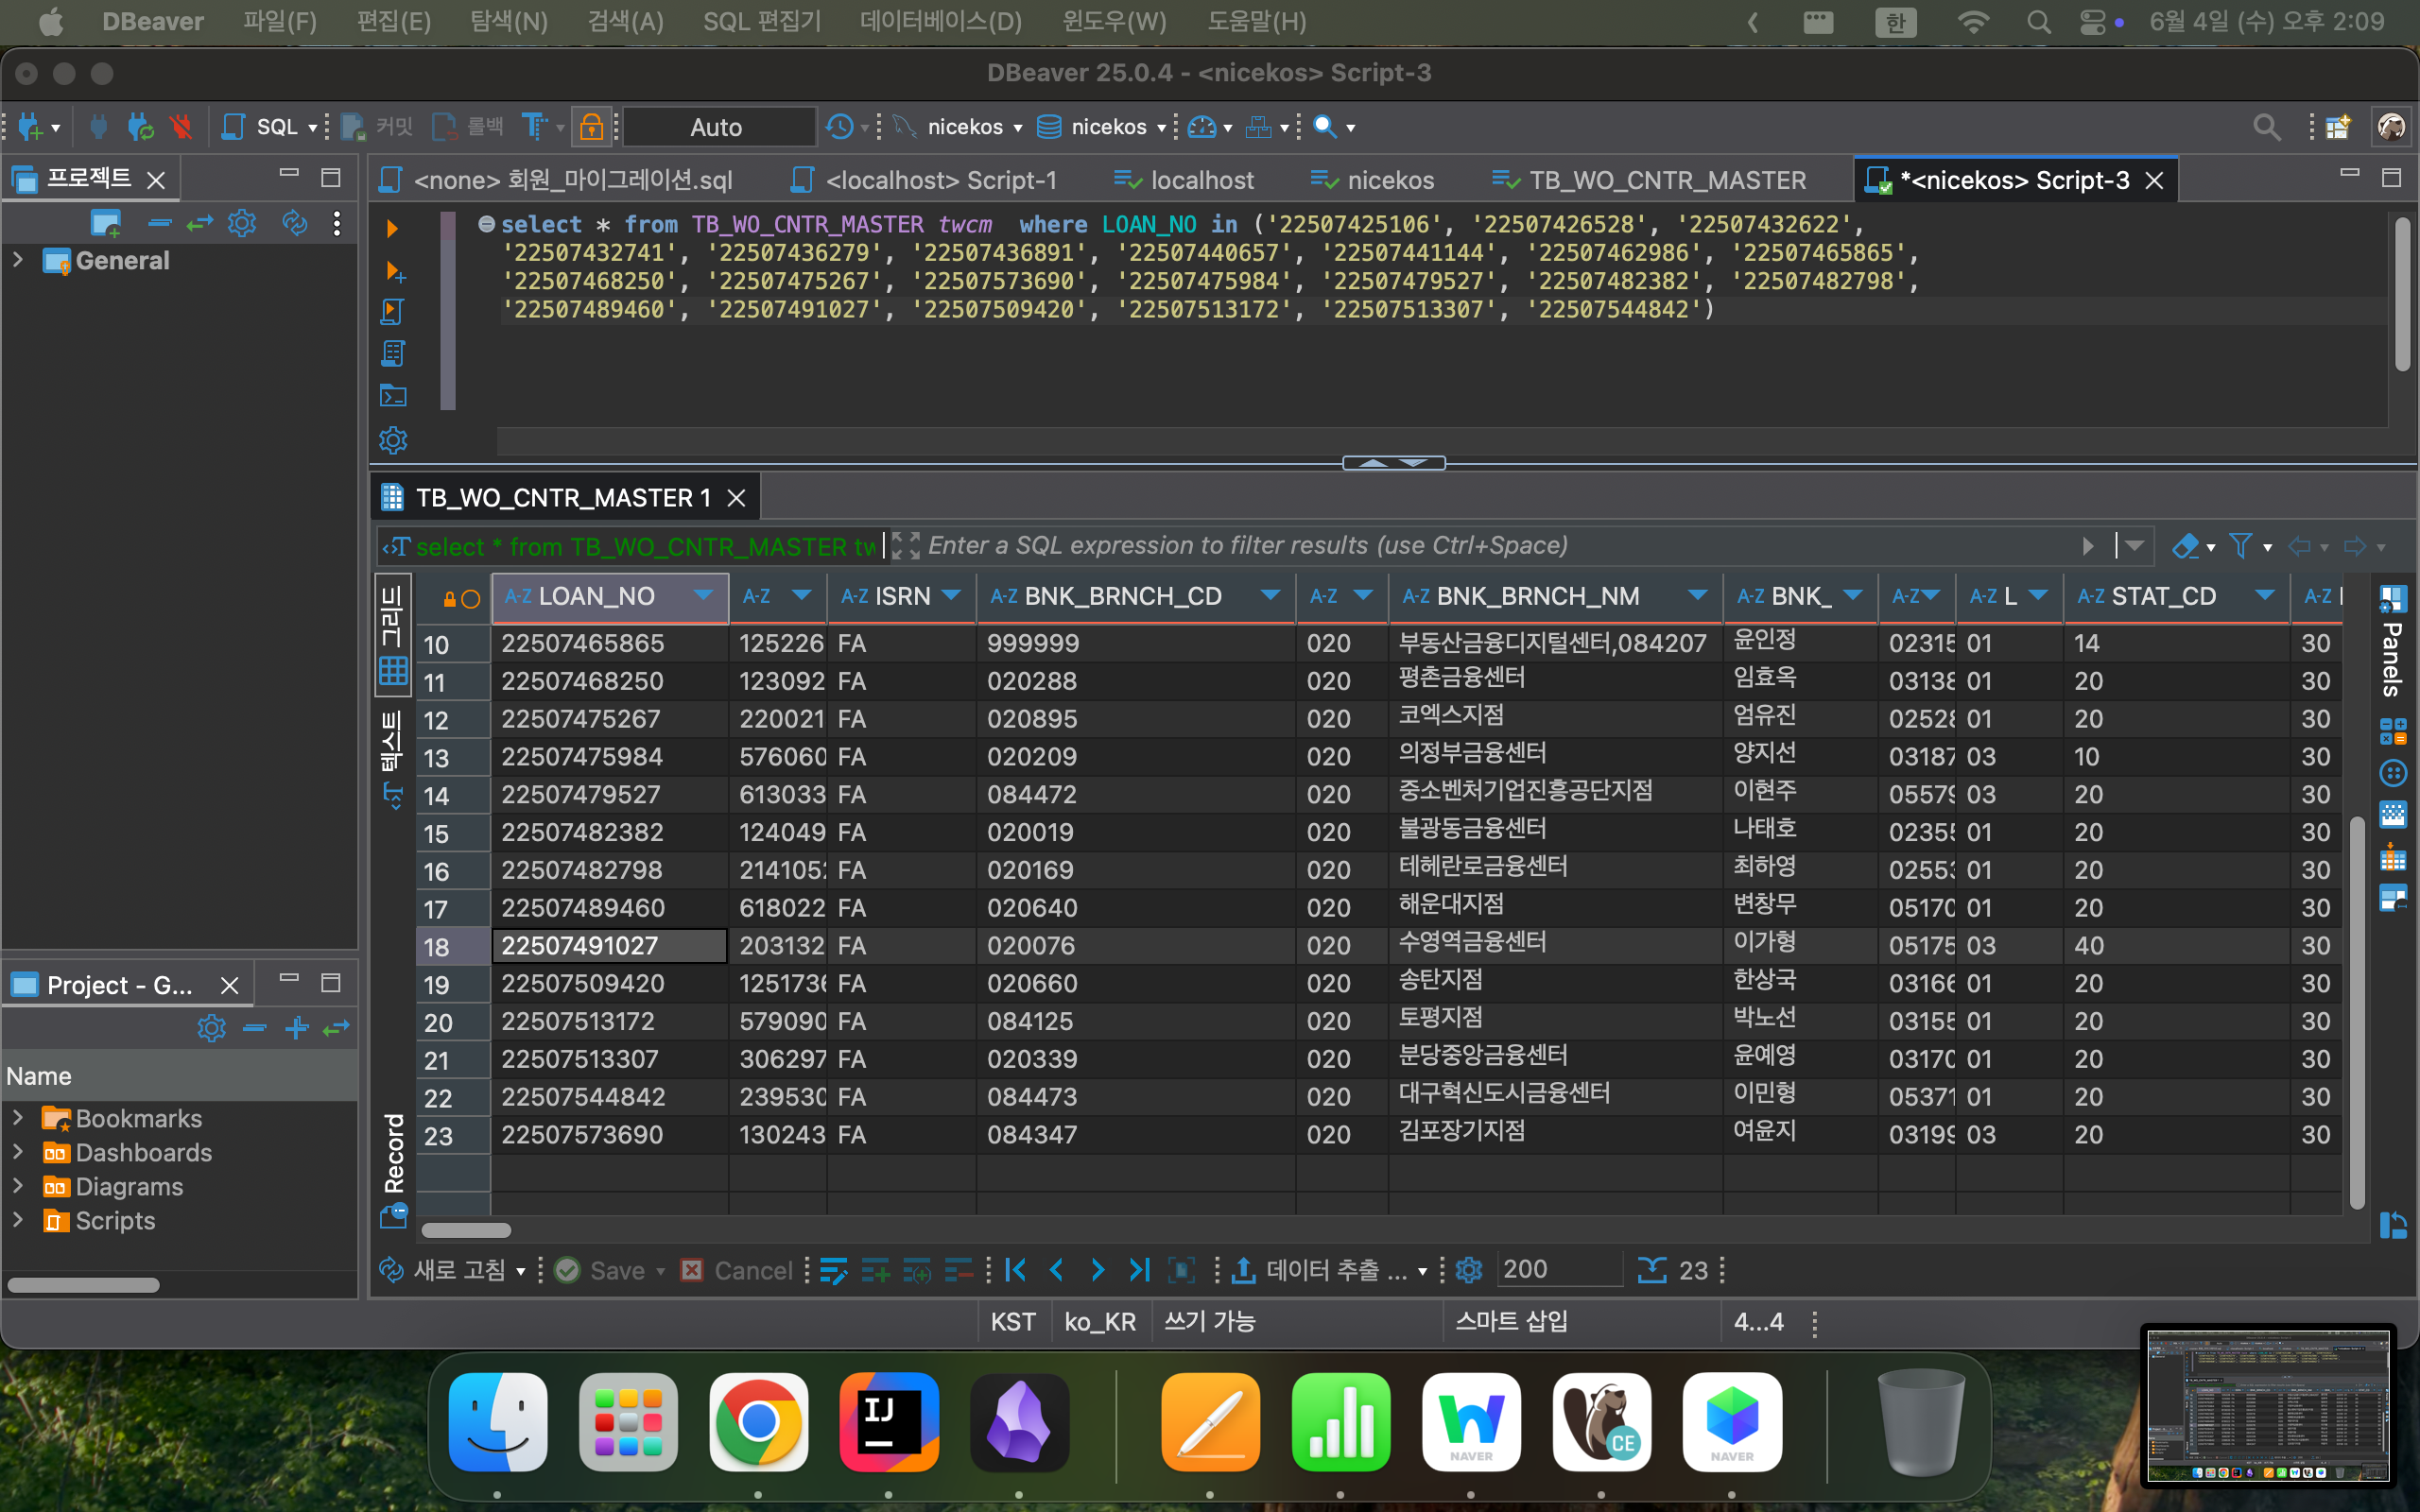 DBeaver 파일(F) 편집(E) 탐색(N) 검색(A) SQL 편집기 데이터베이스(D) 윈도우(W) 도움말(H) 한 6월 4일 (수) 오후 2:09
DBeaver 25.0.4 - <nicekos> Script-3
SQL 커밋 롤백 Auto nicekos nicekos
프로젝트
General
<none> 회원_마이그레이션.sql <localhost> Script-1 localhost nicekos TB_WO_CNTR_MASTER *<nicekos> Script-3
select * from TB_WO_CNTR_MASTER twcm where LOAN_NO in ('22507425106', '22507426528', '22507432622',
'22507432741', '22507436279', '22507436891', '22507440657', '22507441144', '22507462986', '22507465865',
'22507468250', '22507475267', '22507573690', '22507475984', '22507479527', '22507482382', '22507482798',
'22507489460', '22507491027', '22507509420', '22507513172', '22507513307', '22507544842')
TB_WO_CNTR_MASTER 1
select * from TB_WO_CNTR_MASTER tw Enter a SQL expression to filter results (use Ctrl+Space)
그리드
텍스트
Record
Panels
A-Z LOAN_NO A-Z A-Z ISRN A-Z BNK_BRNCH_CD A-Z A-Z BNK_BRNCH_NM A-Z BNK_ A-Z A-Z L A-Z STAT_CD A-Z
10 22507465865 125226 FA 999999 020 부동산금융디지털센터,084207 윤인정 02315 01 14 30
11 22507468250 123092 FA 020288 020 평촌금융센터 임효옥 03138 01 20 30
12 22507475267 220021 FA 020895 020 코엑스지점 엄유진 02528 01 20 30
13 22507475984 576060 FA 020209 020 의정부금융센터 양지선 03187 03 10 30
14 22507479527 613033 FA 084472 020 중소벤처기업진흥공단지점 이현주 05579 03 20 30
15 22507482382 124049 FA 020019 020 불광동금융센터 나태호 02355 01 20 30
16 22507482798 2141052 FA 020169 020 테헤란로금융센터 최하영 02553 01 20 30
17 22507489460 618022 FA 020640 020 해운대지점 변창무 05170 01 20 30
18 22507491027 203132 FA 020076 020 수영역금융센터 이가형 05175 03 40 30
19 22507509420 1251736 FA 020660 020 송탄지점 한상국 03166 01 20 30
20 22507513172 579090 FA 084125 020 토평지점 박노선 03155 01 20 30
21 22507513307 306297 FA 020339 020 분당중앙금융센터 윤예영 03170 01 20 30
22 22507544842 239530 FA 084473 020 대구혁신도시금융센터 이민형 05371 01 20 30
23 22507573690 130243 FA 084347 020 김포장기지점 여윤지 03199 03 20 30
Project - G...
Name
Bookmarks
Dashboards
Diagrams
Scripts
새로 고침 Save Cancel 데이터 추출 ... 200 23
KST ko_KR 쓰기 가능 스마트 삽입 4...4
IJ NAVER CE NAVER